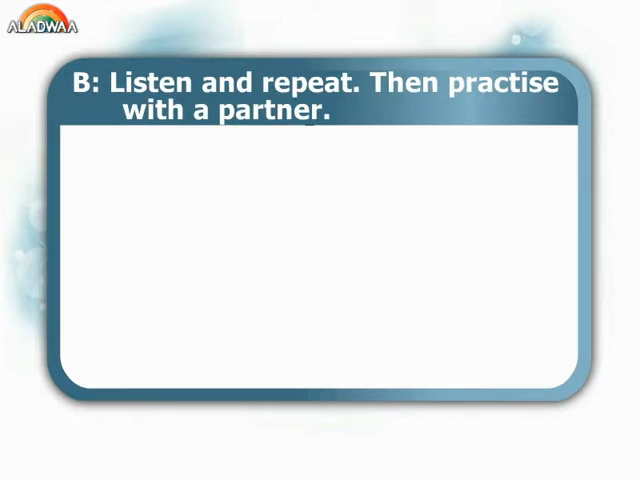 ALADWAA
B: Listen and repeat. Then practise
with a partner.